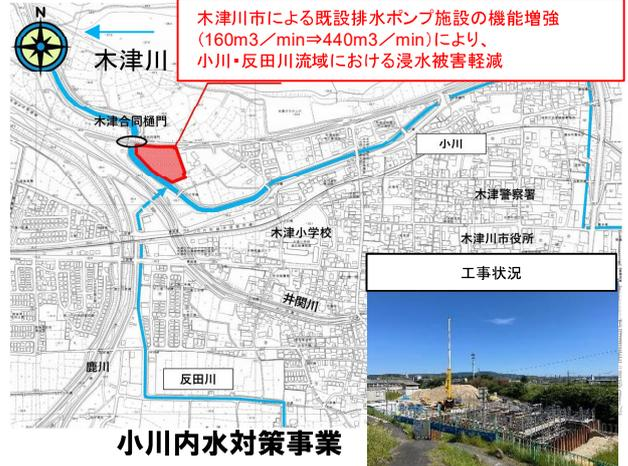 木津川市による既設排水ポンプ施設の機能増強
(160m3／min⇒440m3／min)により、
小川・反田川流域における浸水被害軽減
N
木津川
木津合同樋門
小川
木津警察署
木津小学校
木津川市役所
工事状況
井関川
鹿川
反田川
小川内水対策事業